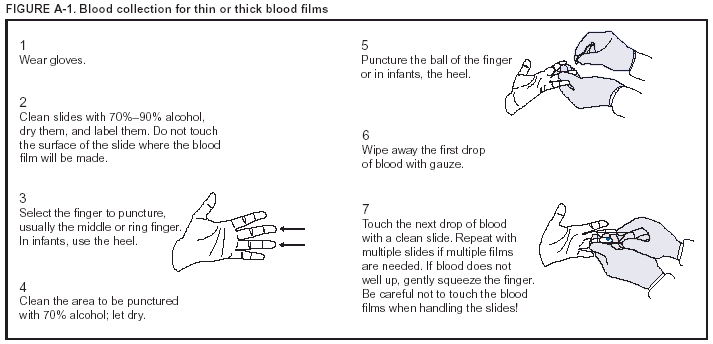 FIGURE A-1. Blood collection for thin or thick blood films
1
Wear gloves.
2
Clean slides with 70%–90% alcohol,
dry them, and label them. Do not touch
the surface of the slide where the blood
film will be made.
3
Select the finger to puncture,
usually the middle or ring finger.
In infants, use the heel.
4
Clean the area to be punctured
with 70% alcohol; let dry.
5
Puncture the ball of the finger
or in infants, the heel.
6
Wipe away the first drop
of blood with gauze.
7
Touch the next drop of blood
with a clean slide. Repeat with
multiple slides if multiple films
are needed. If blood does not
well up, gently squeeze the finger.
Be careful not to touch the blood
films when handling the slides!